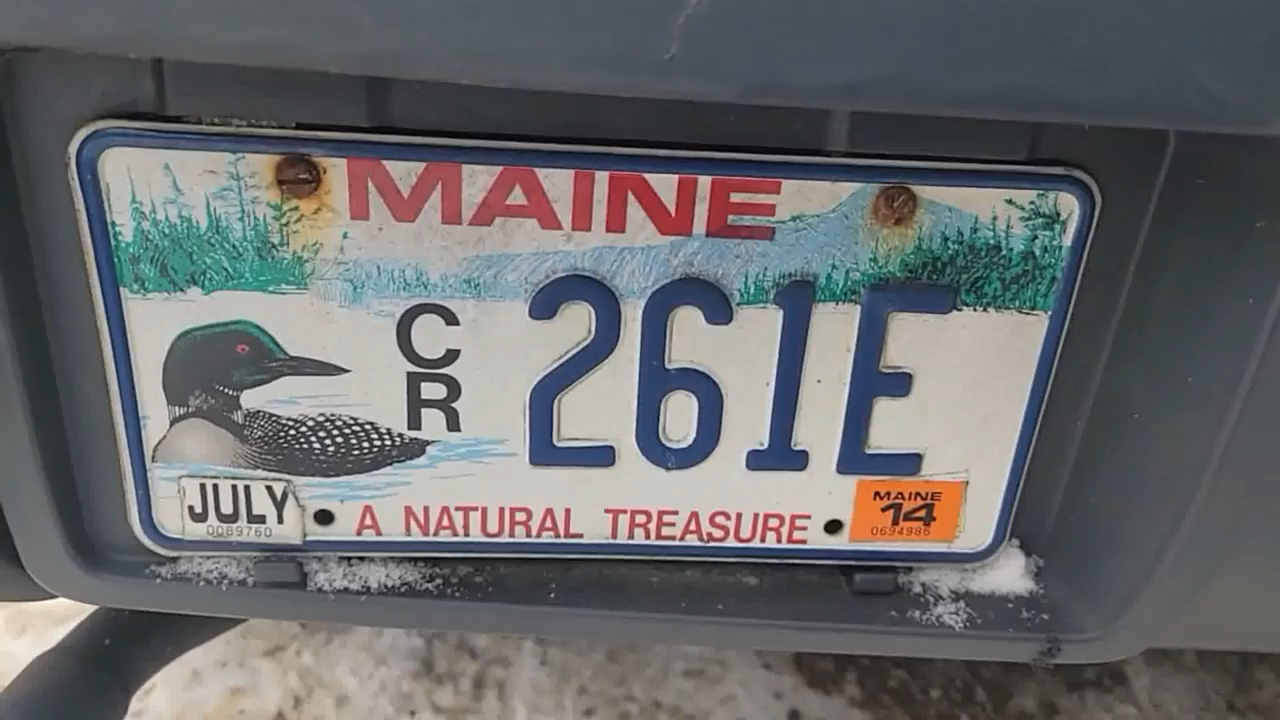 MAINE
CR 261E
JULY
0089760
A NATURAL TREASURE
MAINE
14
0694986